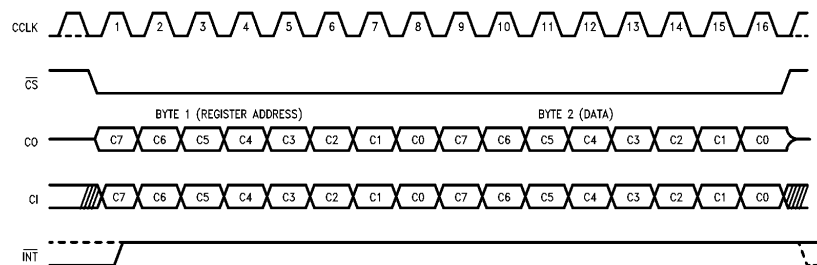 CCLK 1 2 3 4 5 6 7 8 9 10 11 12 13 14 15 16
CS
BYTE 1 (REGISTER ADDRESS) BYTE 2 (DATA)
CO C7 C6 C5 C4 C3 C2 C1 C0 C7 C6 C5 C4 C3 C2 C1 C0
CI C7 C6 C5 C4 C3 C2 C1 C0 C7 C6 C5 C4 C3 C2 C1 C0
INT